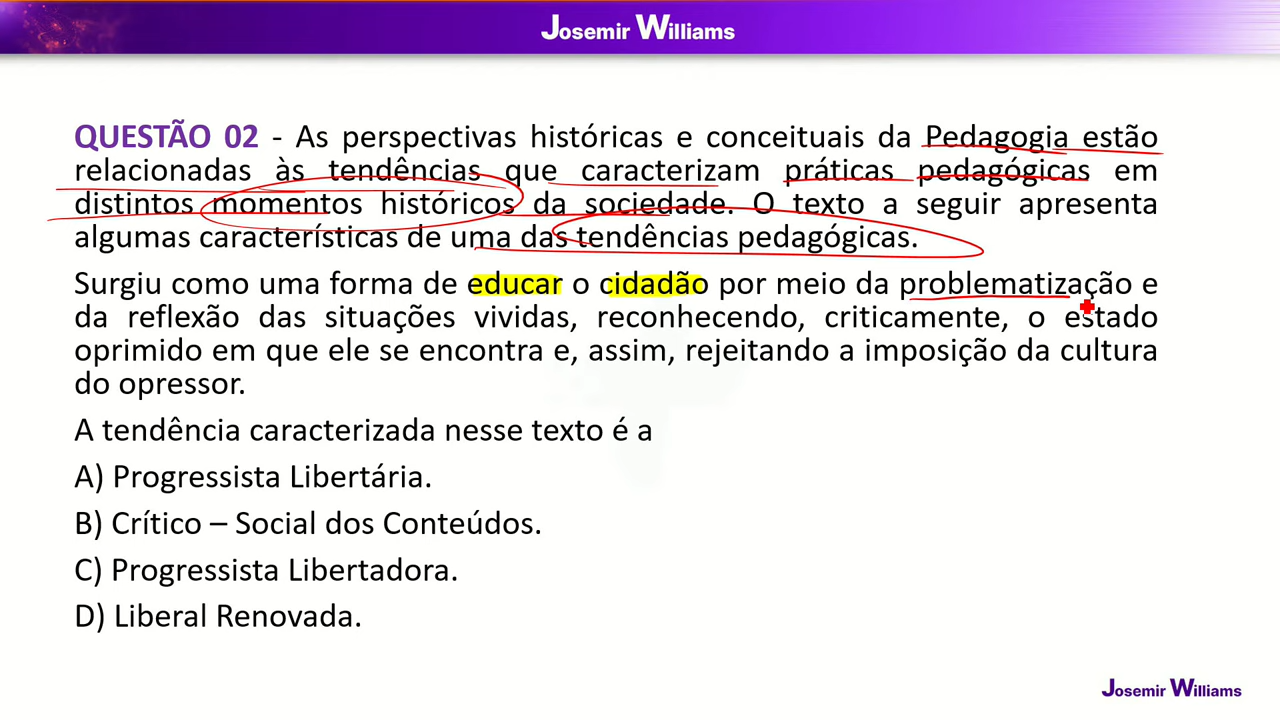 Josemir Williams
QUESTÃO 02 - As perspectivas históricas e conceituais da Pedagogia estão
relacionadas às tendências que caracterizam práticas pedagógicas em
distintos momentos históricos da sociedade. O texto a seguir apresenta
algumas características de uma das tendências pedagógicas.
Surgiu como uma forma de educar o cidadão por meio da problematização e
da reflexão das situações vividas, reconhecendo, criticamente, o estado
oprimido em que ele se encontra e, assim, rejeitando a imposição da cultura
do opressor.
A tendência caracterizada nesse texto é a
A) Progressista Libertária.
B) Crítico – Social dos Conteúdos.
C) Progressista Libertadora.
D) Liberal Renovada.
Josemir Williams